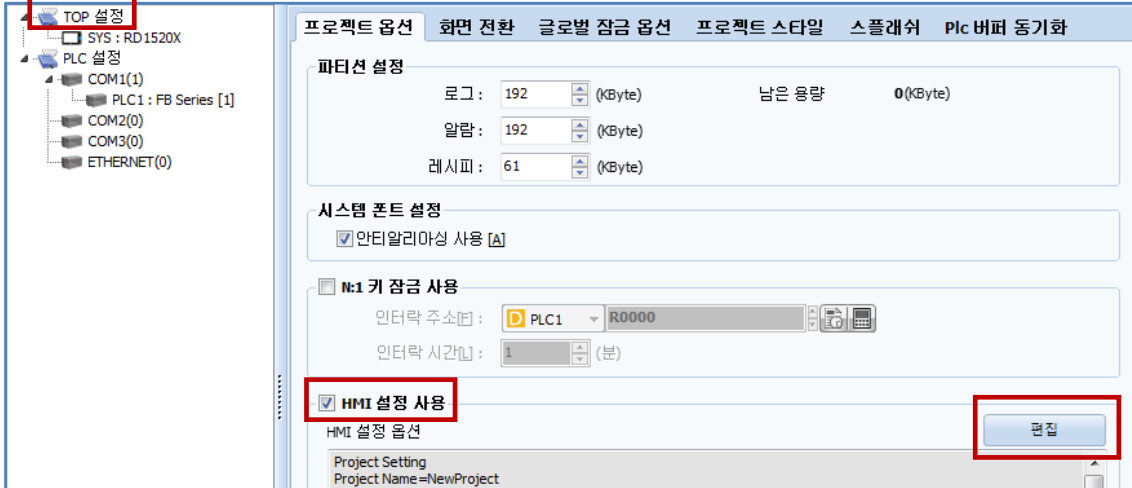 TOP 설정
SYS : RD1520X
PLC 설정
COM1(1)
PLC1 : FB Series [1]
COM2(0)
COM3(0)
ETHERNET(0)
프로젝트 옵션 화면 전환 글로벌 잠금 옵션 프로젝트 스타일 스플래쉬 Plc 버퍼 동기화
파티션 설정
로그 : 192 (KByte) 남은 용량 0(KByte)
알람 : 192 (KByte)
레시피 : 61 (KByte)
시스템 폰트 설정
안티알리아싱 사용 [A]
N:1 키 잠금 사용
인터락 주소[F] : D PLC1 R0000
인터락 시간[L] : 1 (분)
HMI 설정 사용
편집
HMI 설정 옵션
Project Setting
Project Name=NewProject